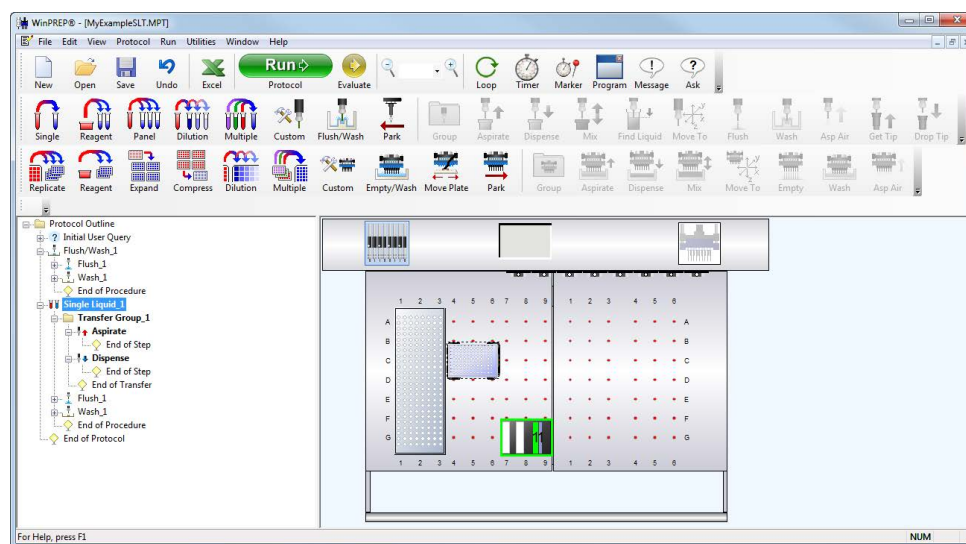 WinPREP® - [MyExampleSLT.MPT]
File Edit View Protocol Run Utilities Window Help
New Open Save Undo Excel Run Protocol Evaluate Loop Timer Marker Program Message Ask
Single Reagent Panel Dilution Multiple Custom Flush/Wash Park Group Aspirate Dispense Mix Find Liquid Move To Flush Wash Asp Air Get Tip Drop Tip
Replicate Reagent Expand Compress Dilution Multiple Custom Empty/Wash Move Plate Park Group Aspirate Dispense Mix Move To Empty Wash Asp Air
Protocol Outline
Initial User Query
Flush/Wash_1
Flush_1
Wash_1
End of Procedure
Single Liquid_1
Transfer Group_1
Aspirate
End of Step
Dispense
End of Step
End of Transfer
Flush_1
Wash_1
End of Procedure
End of Protocol
1 2 3 4 5 6 7 8 9 1 2 3 4 5 6
A A
B B
C C
D D
E E
F F
G 11 G
1 2 3 4 5 6 7 8 9 1 2 3 4 5 6
For Help, press F1 NUM